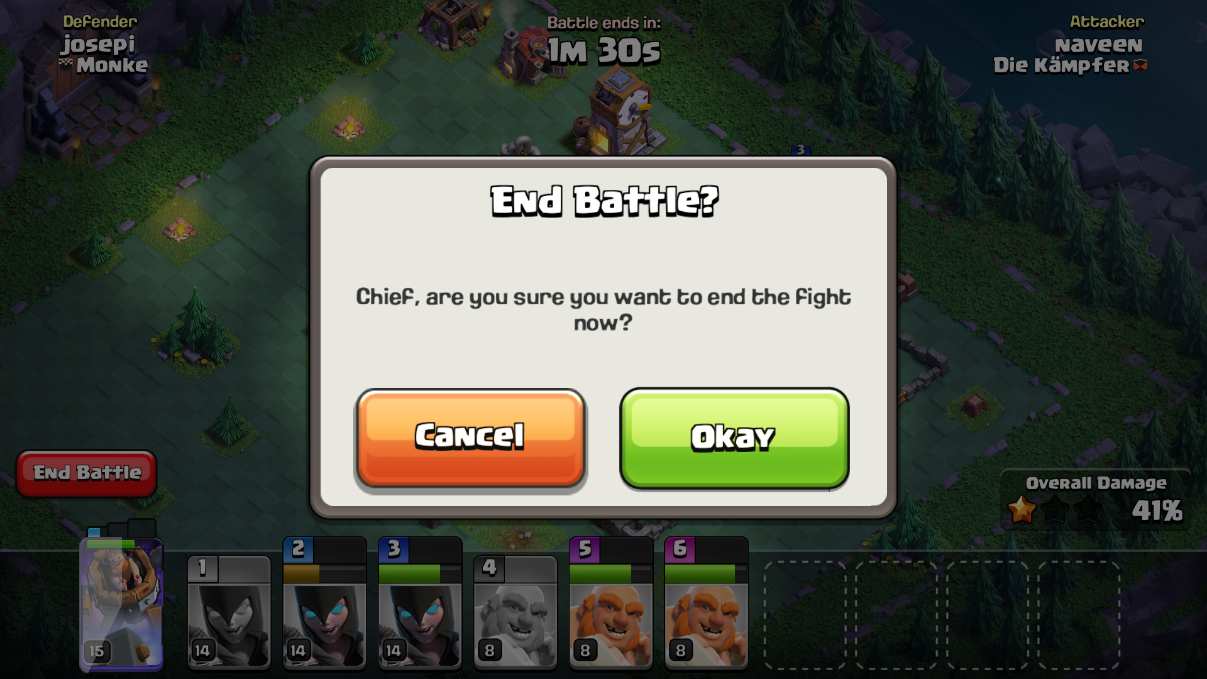 Defender
josepi
Monke
Battle ends in:
1M 30s
Attacker
naveen
Die Kämpfer
3
End Battle?
Chief, are you sure you want to end the fight
now?
Cancel
Okay
End Battle
Overall Damage
41%
1
2
3
4
5
6
15
14
14
14
8
8
8